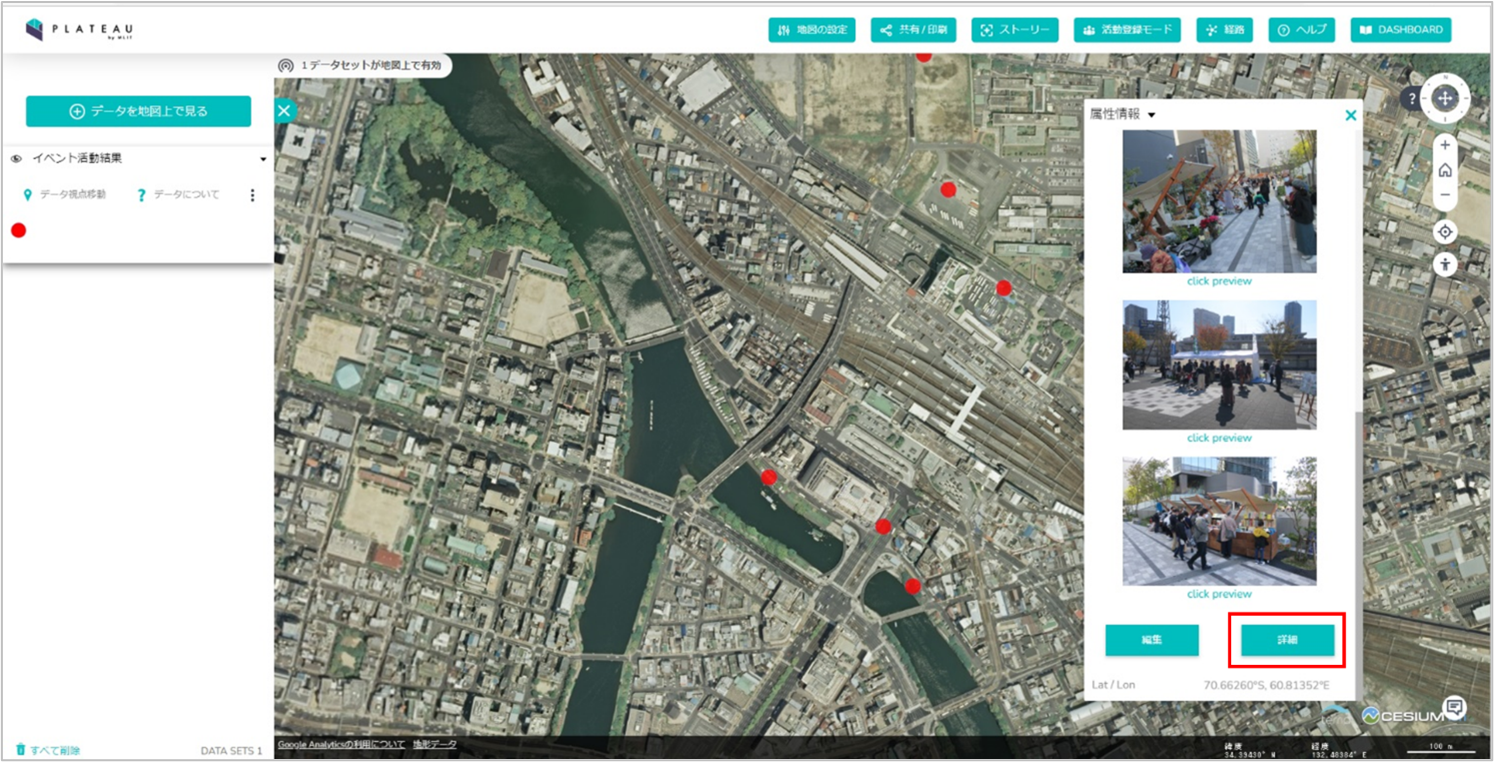 PLATEAU
by MLIT
地図の設定
共有 / 印刷
ストーリー
活動登録モード
経路
ヘルプ
DASHBOARD
1 データセットが地図上で有効
データを地図上で見る
イベント活動結果
データ視点移動
データについて
属性情報
click preview
click preview
click preview
編集
詳細
Lat / Lon 70.66260°S, 60.81352°E
CESIUM
すべて削除
DATA SETS 1
Google Analyticsの利用について 地形データ
緯度
34.39430° N
経度
132.48384° E
100 m